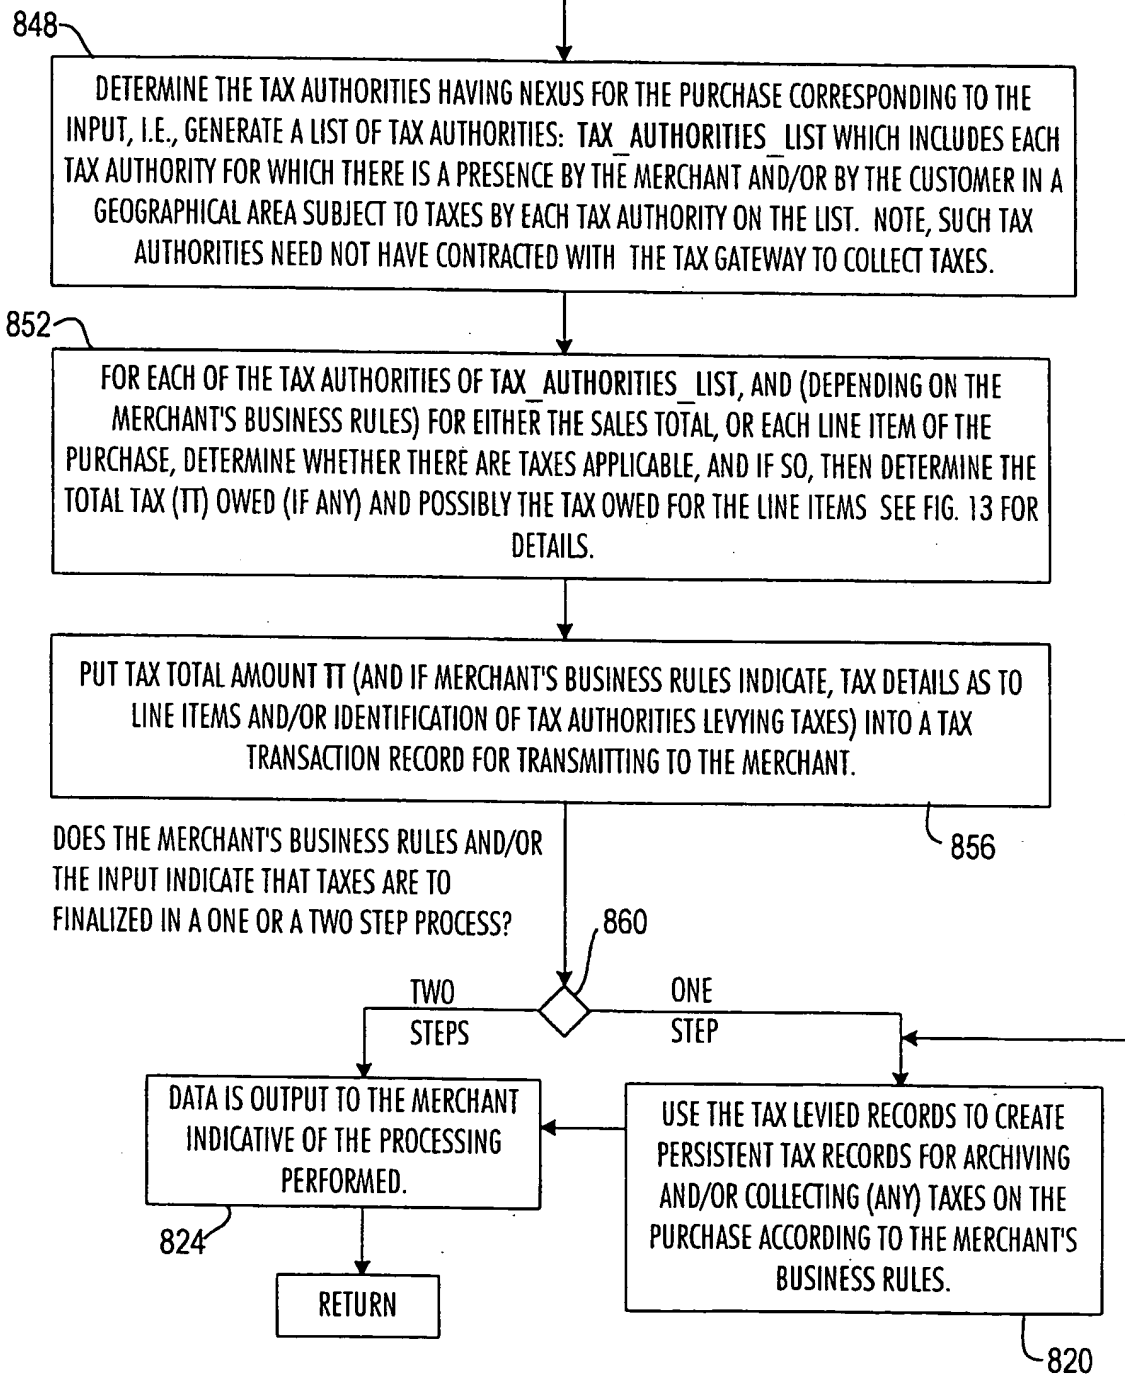 848
DETERMINE THE TAX AUTHORITIES HAVING NEXUS FOR THE PURCHASE CORRESPONDING TO THE
INPUT, I.E., GENERATE A LIST OF TAX AUTHORITIES: TAX_AUTHORITIES_LIST WHICH INCLUDES EACH
TAX AUTHORITY FOR WHICH THERE IS A PRESENCE BY THE MERCHANT AND/OR BY THE CUSTOMER IN A
GEOGRAPHICAL AREA SUBJECT TO TAXES BY EACH TAX AUTHORITY ON THE LIST. NOTE, SUCH TAX
AUTHORITIES NEED NOT HAVE CONTRACTED WITH THE TAX GATEWAY TO COLLECT TAXES.
852
FOR EACH OF THE TAX AUTHORITIES OF TAX_AUTHORITIES_LIST, AND (DEPENDING ON THE
MERCHANT'S BUSINESS RULES) FOR EITHER THE SALES TOTAL, OR EACH LINE ITEM OF THE
PURCHASE, DETERMINE WHETHER THERE ARE TAXES APPLICABLE, AND IF SO, THEN DETERMINE THE
TOTAL TAX (TT) OWED (IF ANY) AND POSSIBLY THE TAX OWED FOR THE LINE ITEMS SEE FIG. 13 FOR
DETAILS.
PUT TAX TOTAL AMOUNT TT (AND IF MERCHANT'S BUSINESS RULES INDICATE, TAX DETAILS AS TO
LINE ITEMS AND/OR IDENTIFICATION OF TAX AUTHORITIES LEVYING TAXES) INTO A TAX
TRANSACTION RECORD FOR TRANSMITTING TO THE MERCHANT.
856
DOES THE MERCHANT'S BUSINESS RULES AND/OR
THE INPUT INDICATE THAT TAXES ARE TO
FINALIZED IN A ONE OR A TWO STEP PROCESS?
860
TWO
STEPS
ONE
STEP
DATA IS OUTPUT TO THE MERCHANT
INDICATIVE OF THE PROCESSING
PERFORMED.
824
RETURN
USE THE TAX LEVIED RECORDS TO CREATE
PERSISTENT TAX RECORDS FOR ARCHIVING
AND/OR COLLECTING (ANY) TAXES ON THE
PURCHASE ACCORDING TO THE MERCHANT'S
BUSINESS RULES.
820